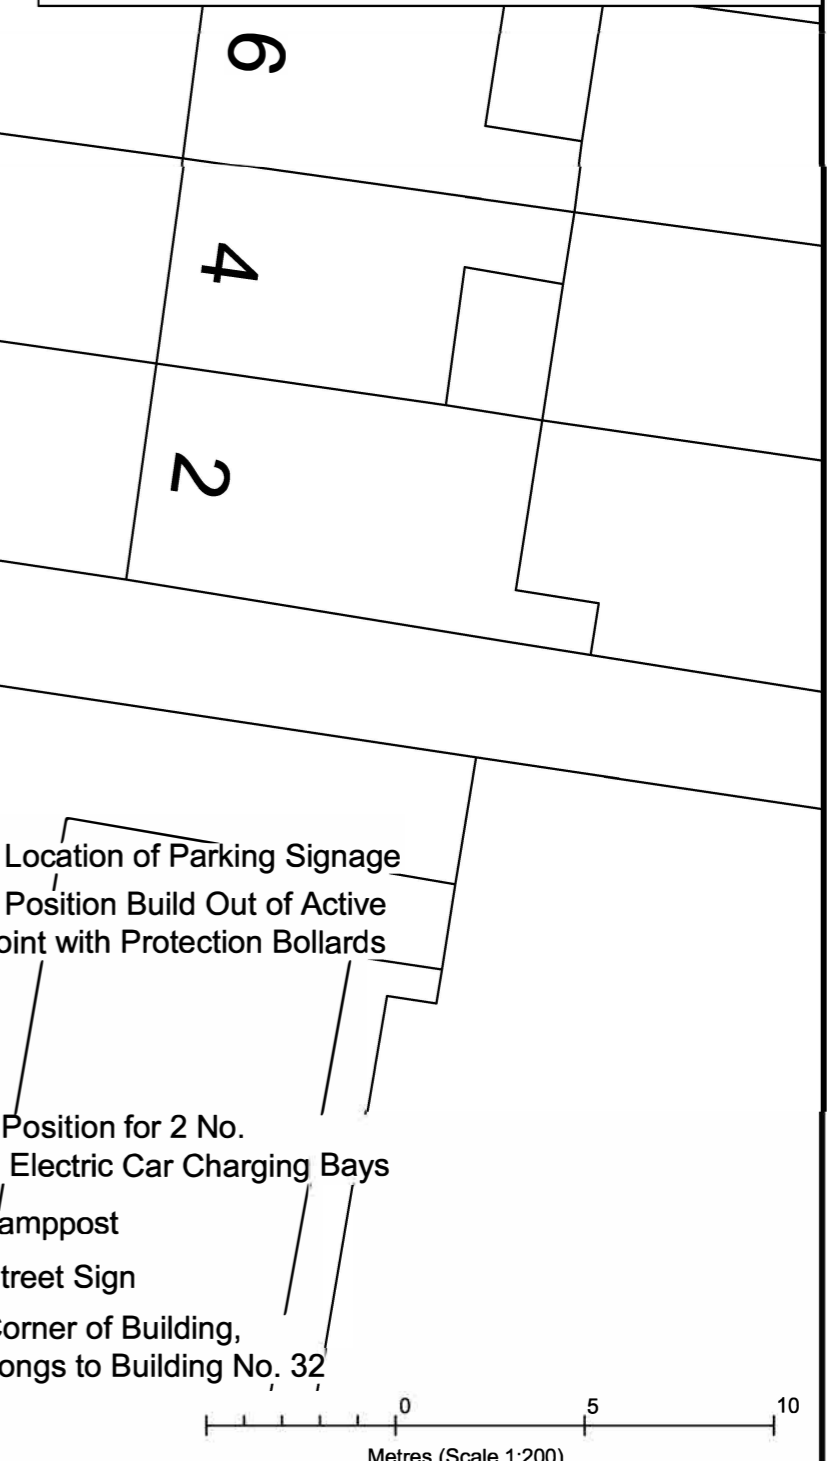 6
4
2
Location of Parking Signage
Position Build Out of Active
oint with Protection Bollards
Position for 2 No.
Electric Car Charging Bays
amppost
treet Sign
orner of Building,
ongs to Building No. 32
0 5 10
Metres (Scale 1:200)